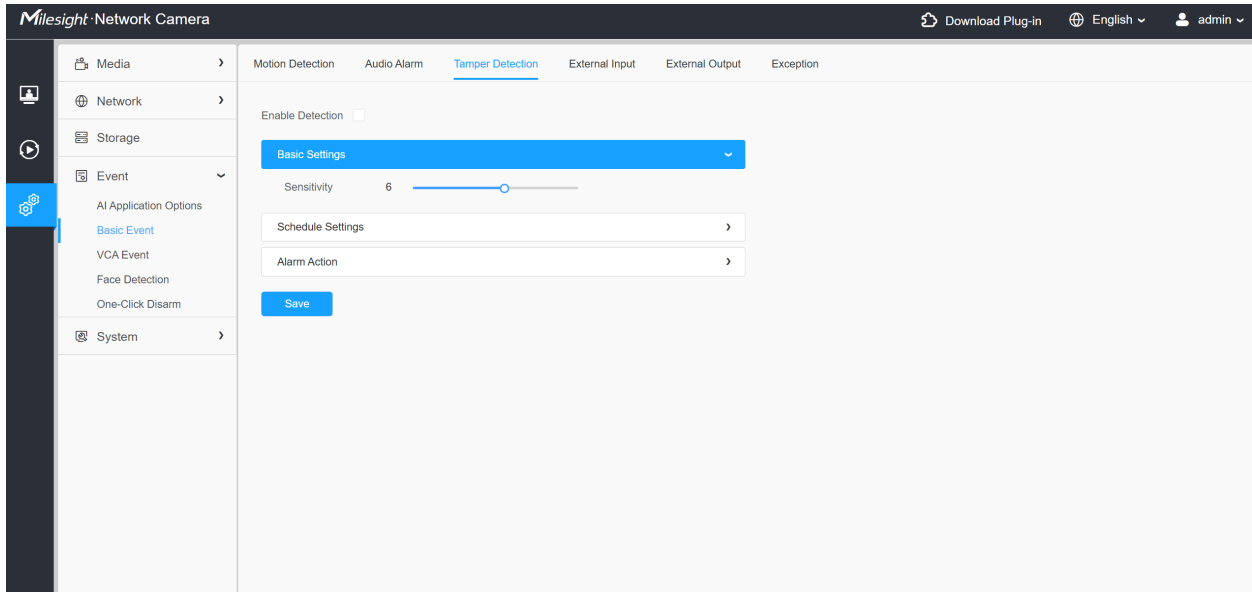 Milesight·Network Camera
Download Plug-in
English
admin
Media
Network
Storage
Event
AI Application Options
Basic Event
VCA Event
Face Detection
One-Click Disarm
System
Motion Detection Audio Alarm Tamper Detection External Input External Output Exception
Enable Detection
Basic Settings
Sensitivity 6
Schedule Settings
Alarm Action
Save